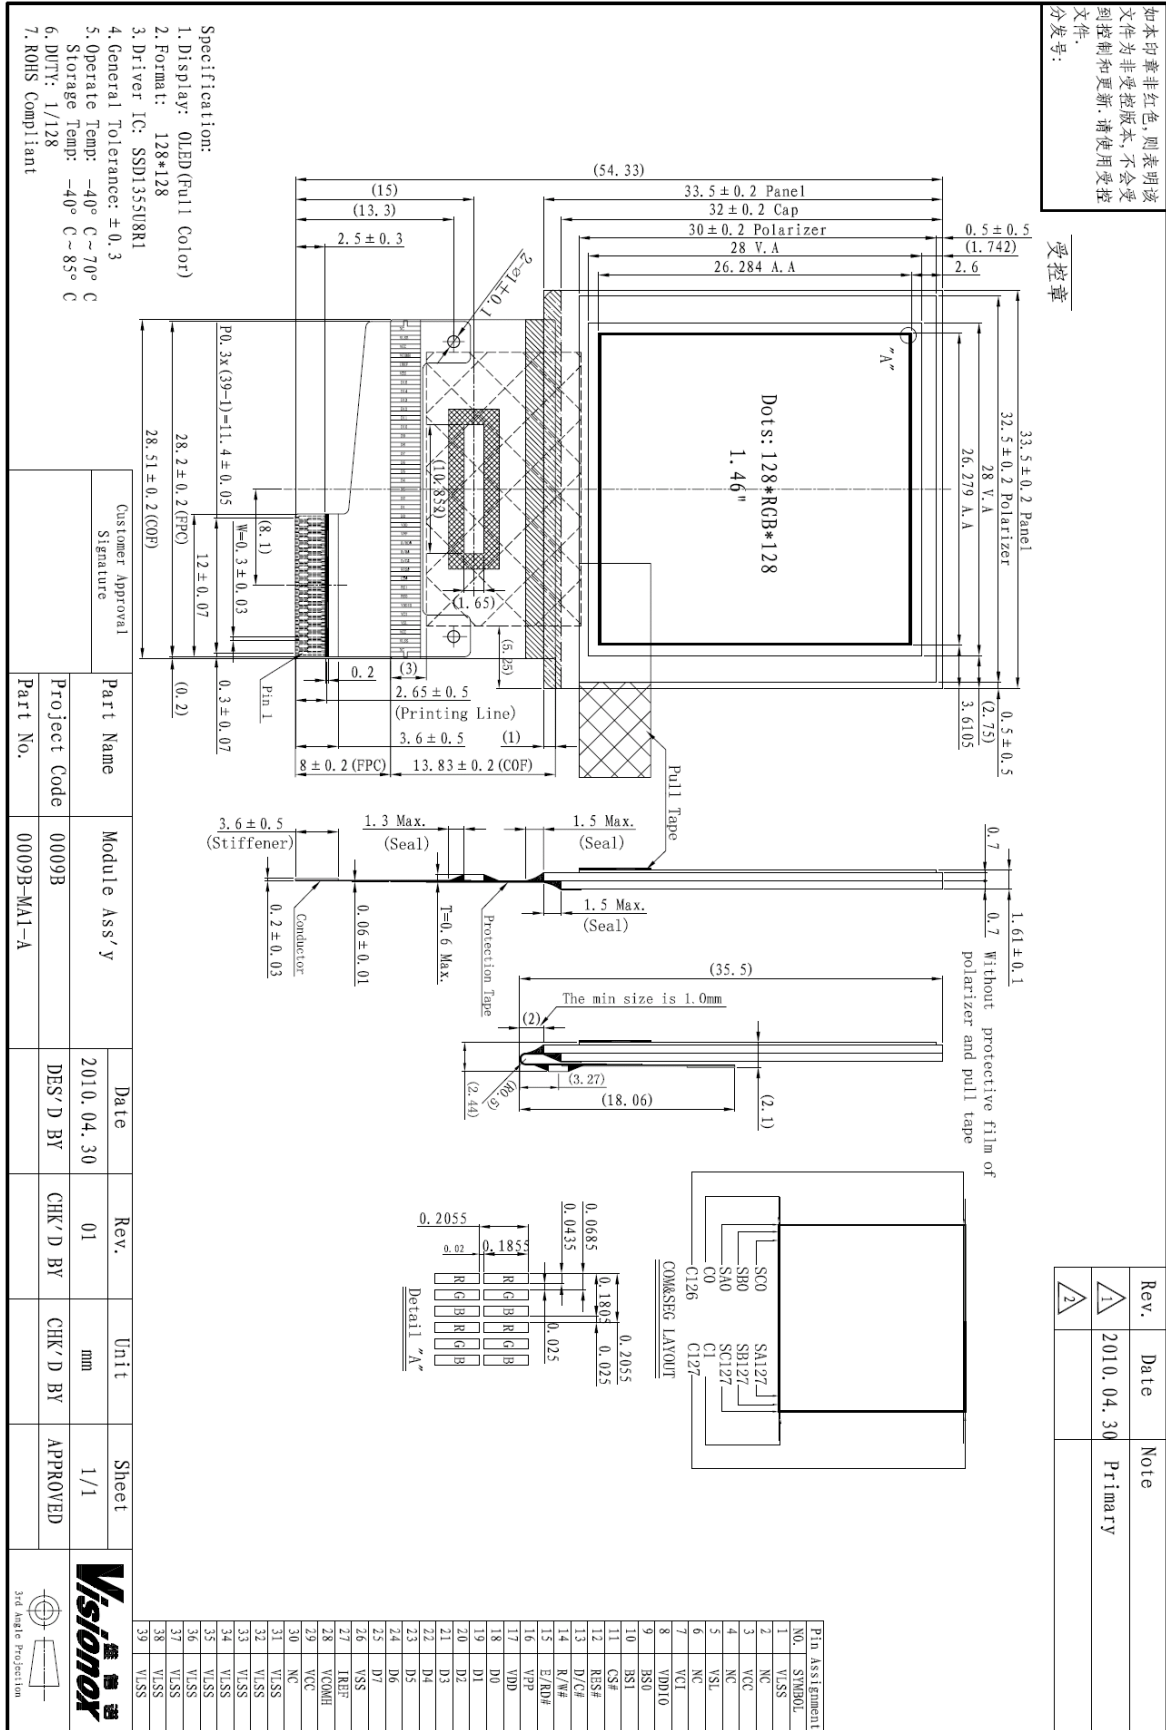 如本印章非红色,则表明该
文件为非受控版本,不会受
到控制和更新.请使用受控
文件.
分发号:
受控章
Rev.
Date
Note
1
2010.04.30
Primary
2
(54.33)
33.5±0.2 Panel
32±0.2 Cap
30±0.2 Polarizer
28 V.A
26.284 A.A
0.5±0.5
(1.742)
2.6
(15)
(13.3)
2.5±0.3
2-⌀1±0.1
"A"
Dots:128*RGB*128
1.46"
33.5±0.2 Panel
32.5±0.2 Polarizer
28 V.A
26.279 A.A
0.5±0.5
(2.75)
3.6105
(10.852)
(1.65)
(5.25)
P0.3x(39-1)=11.4±0.05
28.2±0.2(FPC)
28.51±0.2(COF)
(8.1)
W=0.3±0.03
12±0.07
0.3±0.07
(0.2)
Pin 1
0.2
(3)
2.65±0.5
(Printing Line)
3.6±0.5
(1)
8±0.2(FPC)
13.83±0.2(COF)
Pull Tape
3.6±0.5
(Stiffener)
1.3 Max.
(Seal)
1.5 Max.
(Seal)
1.5 Max.
(Seal)
0.7
0.7
1.61±0.1
0.2±0.03
Conductor
0.06±0.01
T=0.6 Max.
Protection Tape
Without protective film of
polarizer and pull tape
(35.5)
The min size is 1.0mm
(2)
(2.44)
(R0.5)
(3.27)
(18.06)
(2.1)
SC0
SB0
SA0
C0
C126
SA127
SB127
SC127
C1
C127
COM&SEG LAYOUT
0.2055
0.02
0.1855
0.0435
0.0685
0.1805
0.025
0.025
0.2055
R G B R G B
R G B R G B
Detail "A"
Specification:
1.Display: OLED(Full Color)
2.Format: 128*128
3.Driver IC: SSD1355U8R1
4.General Tolerance:±0.3
5.Operate Temp: -40°C~70°C
Storage Temp: -40°C~85°C
6.DUTY: 1/128
7.ROHS Compliant
Pin Assignment
NO. SYMBOL
1 VLSS
2 NC
3 VCC
4 NC
5 VSL
6 NC
7 VCI
8 VDDIO
9 BS0
10 BS1
11 CS#
12 RES#
13 D/C#
14 R/W#
15 E/RD#
16 VPP
17 VDD
18 D0
19 D1
20 D2
21 D3
22 D4
23 D5
24 D6
25 D7
26 VSS
27 IREF
28 VCOMH
29 VCC
30 NC
31 VLSS
32 VLSS
33 VLSS
34 VLSS
35 VLSS
36 VLSS
37 VLSS
38 VLSS
39 VLSS
Customer Approval
Signature
Part Name
Module Ass'y
Project Code
0009B
Part No.
0009B-MA1-A
Date
Rev.
Unit
Sheet
2010.04.30
01
mm
1/1
DES'D BY
CHK'D BY
CHK'D BY
APPROVED
维信诺
Visionox
3rd Angle Projection